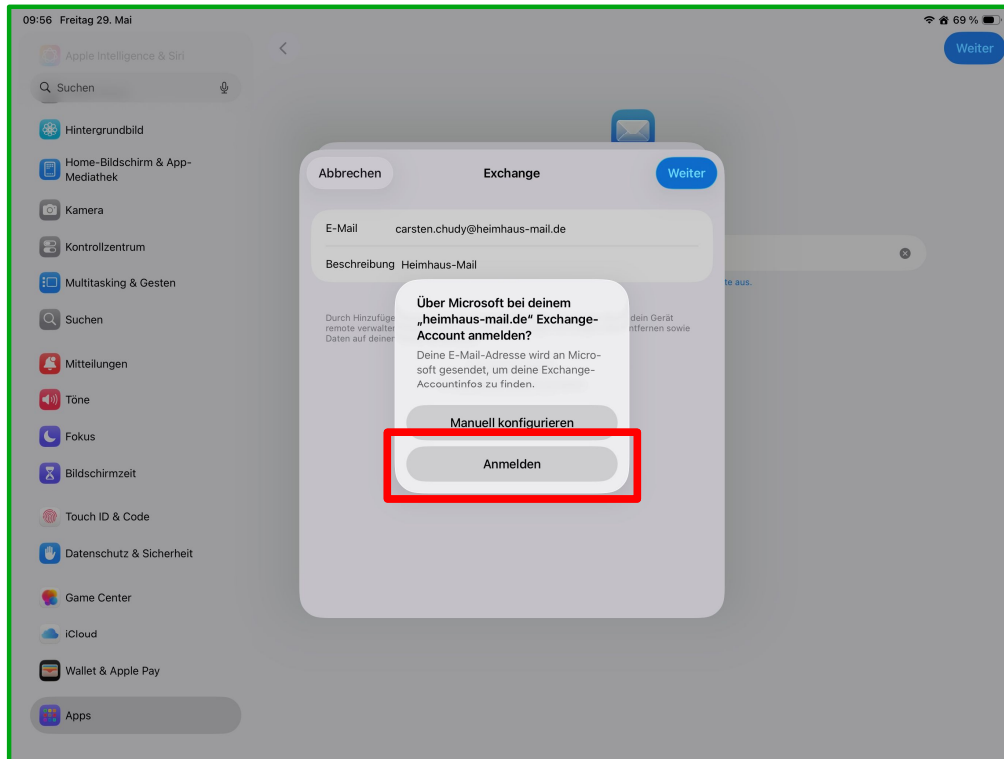 09:56 Freitag 29. Mai
69 %
Apple Intelligence & Siri
Weiter
Suchen
Hintergrundbild
Home-Bildschirm & App-
Mediathek
Kamera
Kontrollzentrum
Multitasking & Gesten
Suchen
Mitteilungen
Töne
Fokus
Bildschirmzeit
Touch ID & Code
Datenschutz & Sicherheit
Game Center
iCloud
Wallet & Apple Pay
Apps
Abbrechen
Exchange
Weiter
E-Mail carsten.chudy@heimhaus-mail.de
Beschreibung Heimhaus-Mail
te aus.
Durch Hinzufüge
dein Gerät
remote verwalter
ntfernen sowie
Daten auf deiner
Über Microsoft bei deinem
„heimhaus-mail.de“ Exchange-
Account anmelden?
Deine E-Mail-Adresse wird an Micro-
soft gesendet, um deine Exchange-
Accountinfos zu finden.
Manuell konfigurieren
Anmelden